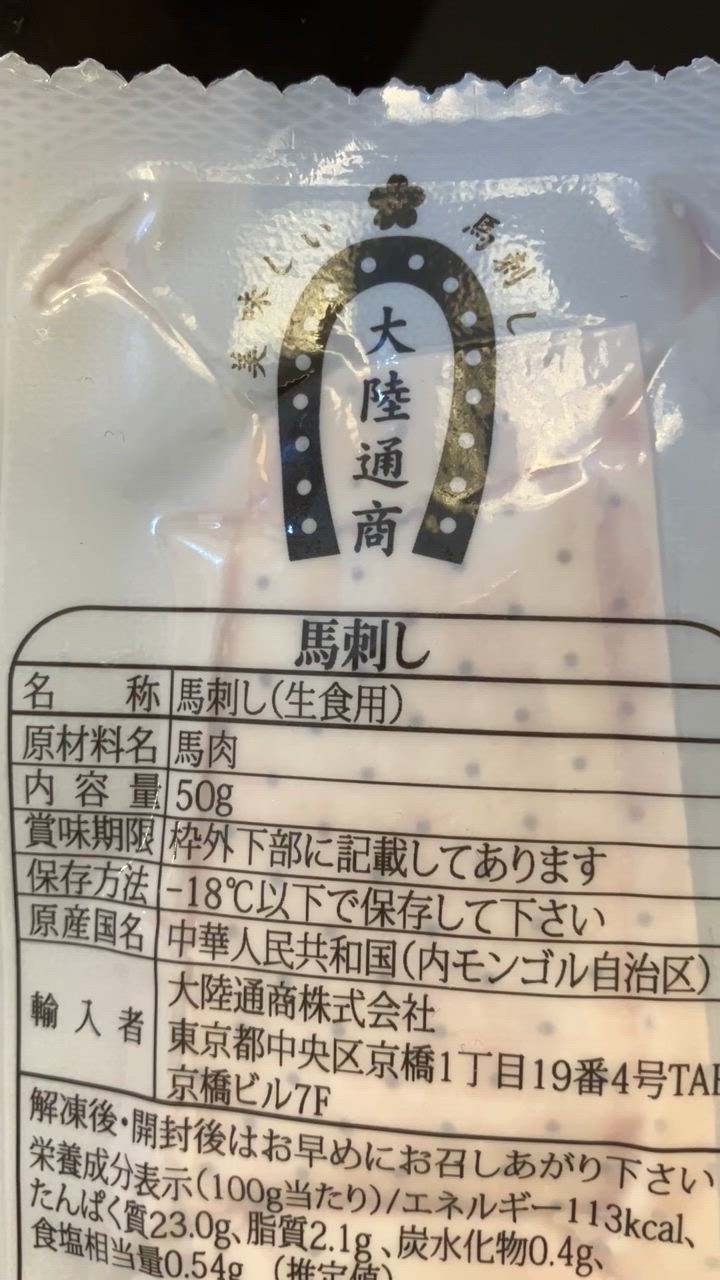 美味しい 馬刺し
大陸通商
馬刺し
名 称 馬刺し(生食用)
原材料名 馬肉
内容量 50g
賞味期限 枠外下部に記載してあります
保存方法 -18℃以下で保存して下さい
原産国名 中華人民共和国(内モンゴル自治区)
輸入者 大陸通商株式会社
東京都中央区京橋1丁目19番4号
京橋ビル7F
解凍後・開封後はお早めにお召しあがり下さい
栄養成分表示(100g当たり)/エネルギー113kcal、
たんぱく質23.0g、脂質2.1g、炭水化物0.4g、
食塩相当量0.54g (推定値)